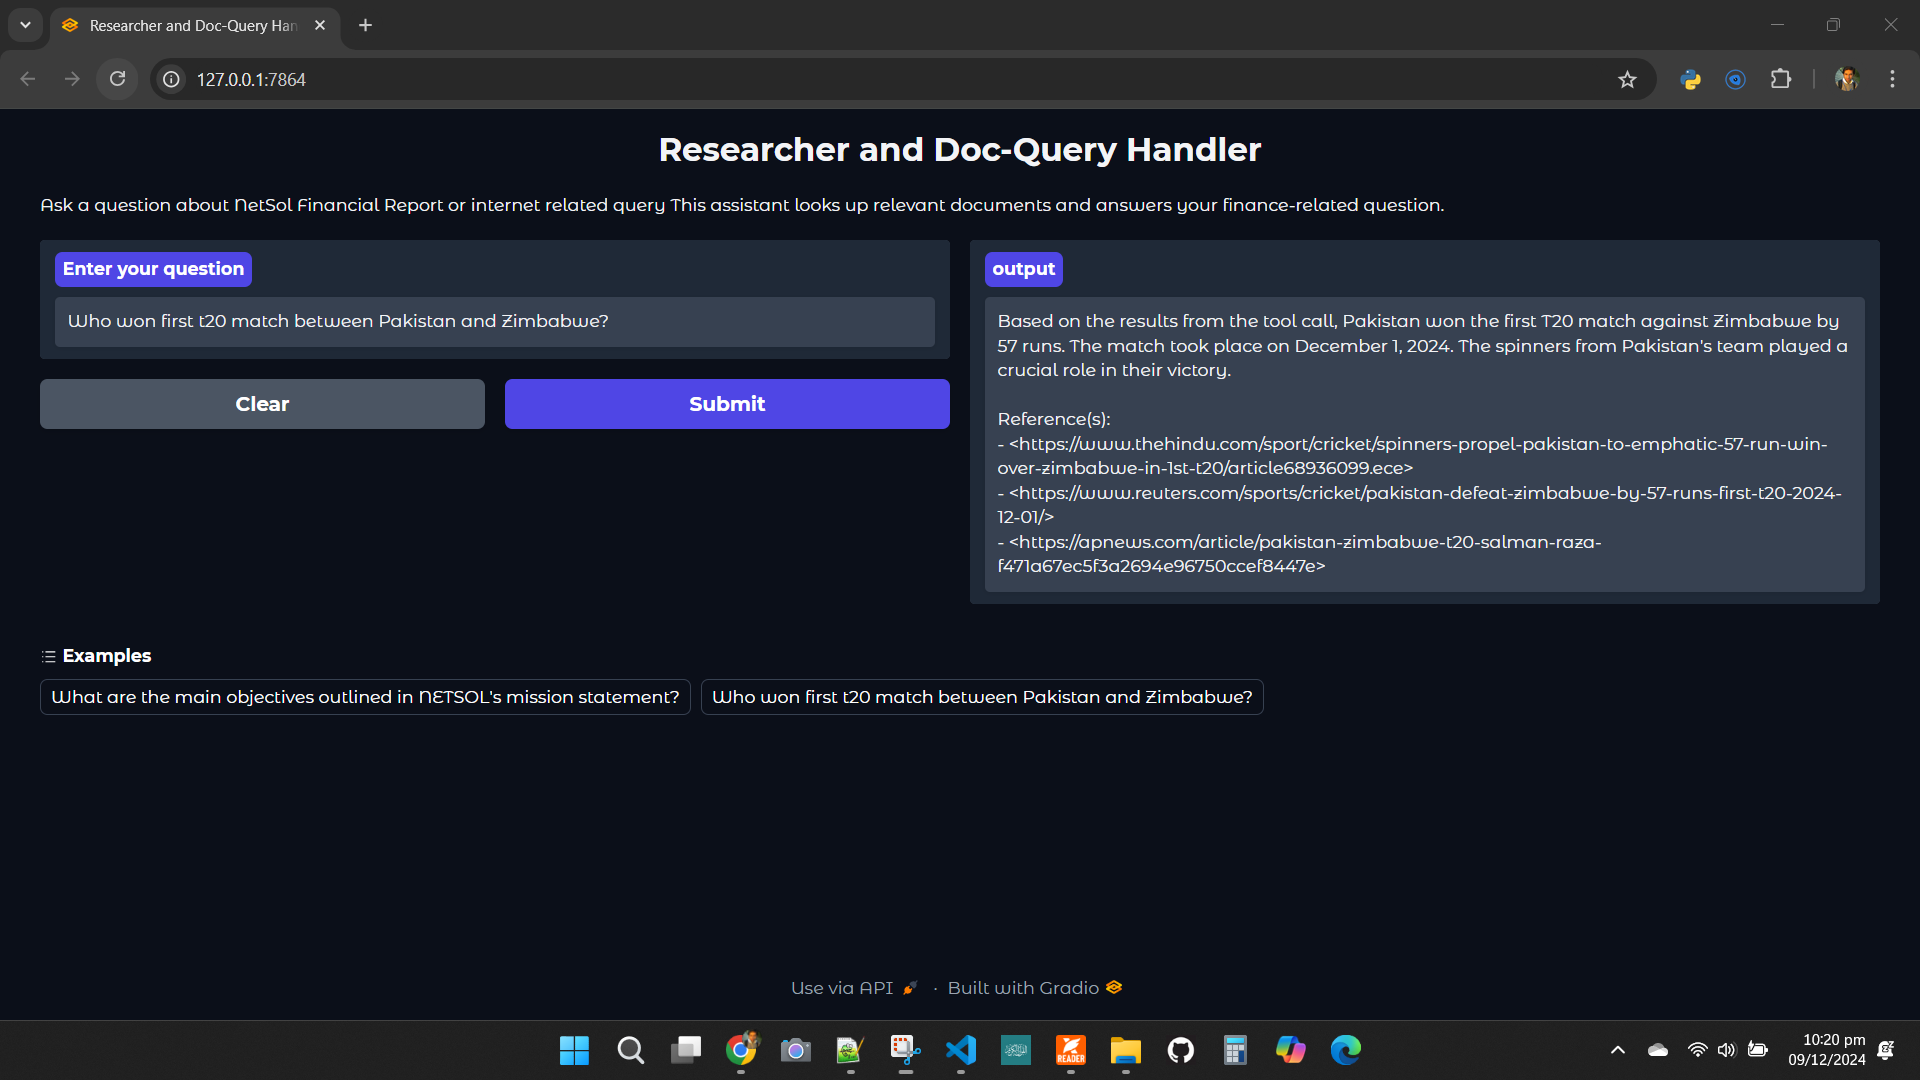 Researcher and Doc-Query Han
127.0.0.1:7864
Researcher and Doc-Query Handler
Ask a question about NetSol Financial Report or internet related query This assistant looks up relevant documents and answers your finance-related question.
Enter your question
Who won first t20 match between Pakistan and Zimbabwe?
Clear
Submit
output
Based on the results from the tool call, Pakistan won the first T20 match against Zimbabwe by
57 runs. The match took place on December 1, 2024. The spinners from Pakistan's team played a
crucial role in their victory.
Reference(s):
- <https://www.thehindu.com/sport/cricket/spinners-propel-pakistan-to-emphatic-57-run-win-
over-zimbabwe-in-1st-t20/article68936099.ece>
- <https://www.reuters.com/sports/cricket/pakistan-defeat-zimbabwe-by-57-runs-first-t20-2024-
12-01/>
- <https://apnews.com/article/pakistan-zimbabwe-t20-salman-raza-
f471a67ec5f3a2694e96750ccef8447e>
Examples
What are the main objectives outlined in NETSOL's mission statement?
Who won first t20 match between Pakistan and Zimbabwe?
Use via API · Built with Gradio
READER
10:20 pm
09/12/2024